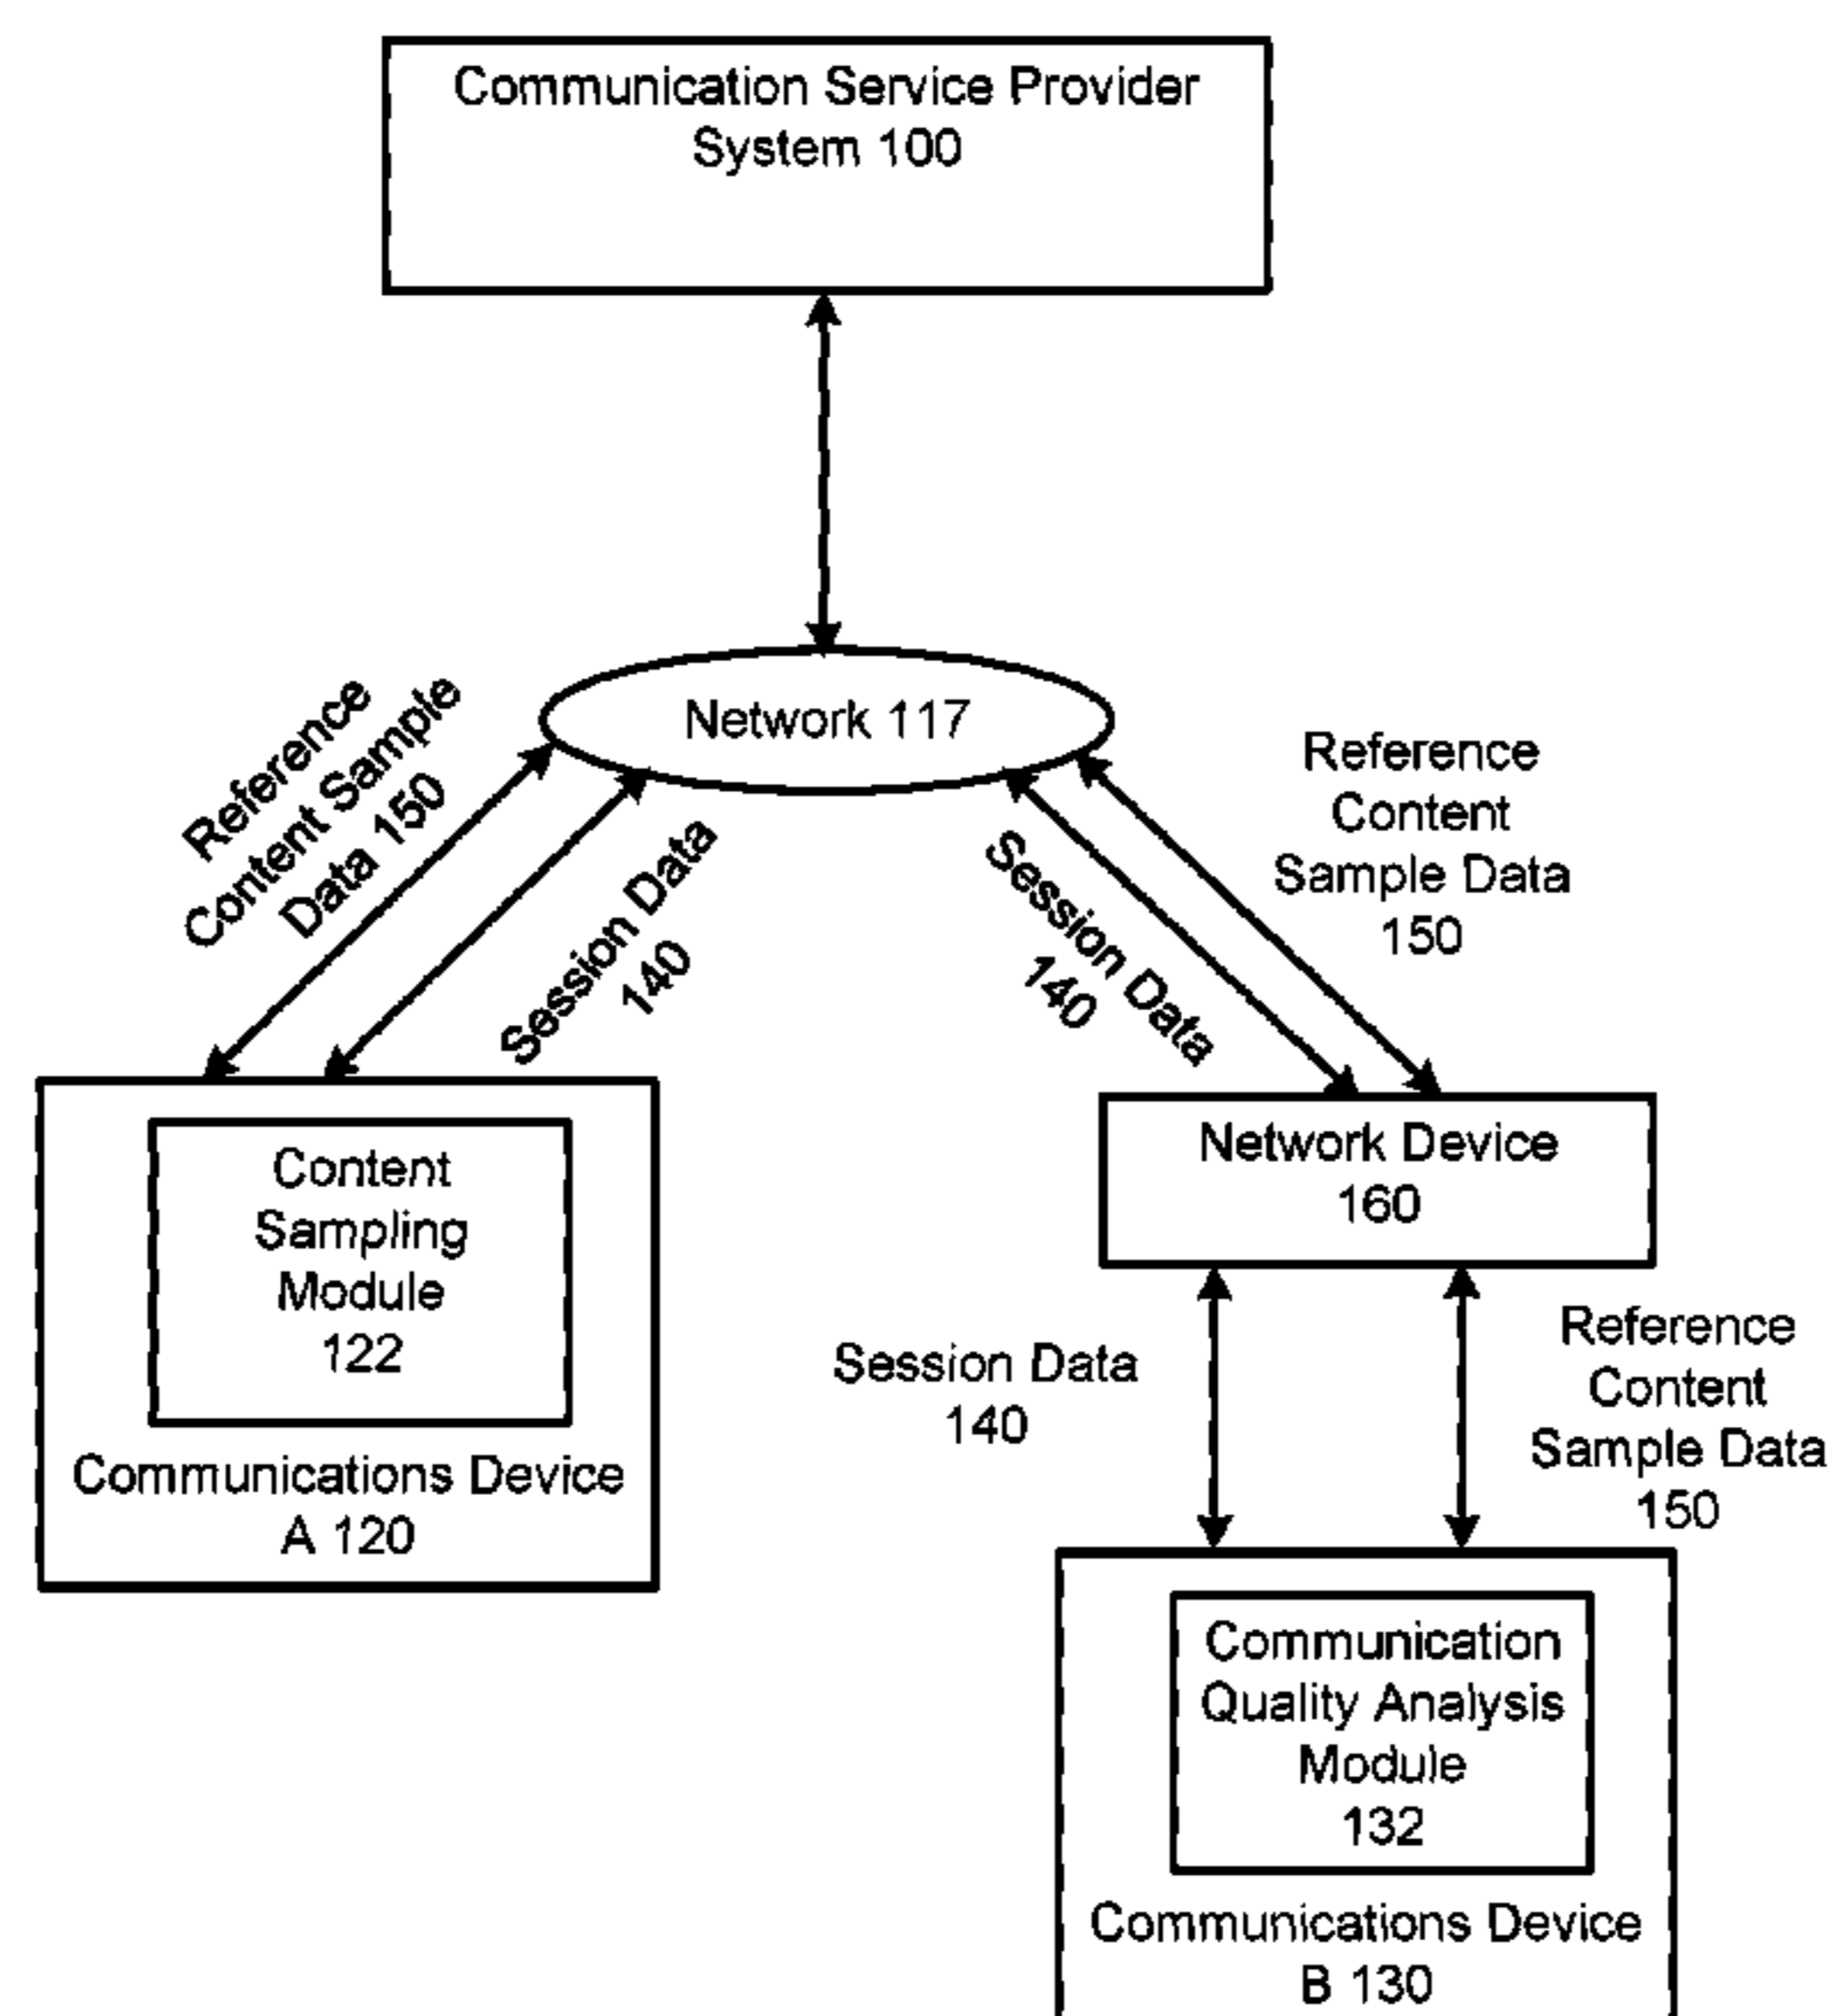 Communication Service Provider
System 100
Network 117
Reference
Content Sample
Data 150
Session Data
140
Session Data
140
Reference
Content
Sample Data
150
Content
Sampling
Module
122
Communications Device
A 120
Network Device
160
Session Data
140
Reference
Content
Sample Data
150
Communication
Quality Analysis
Module
132
Communications Device
B 130